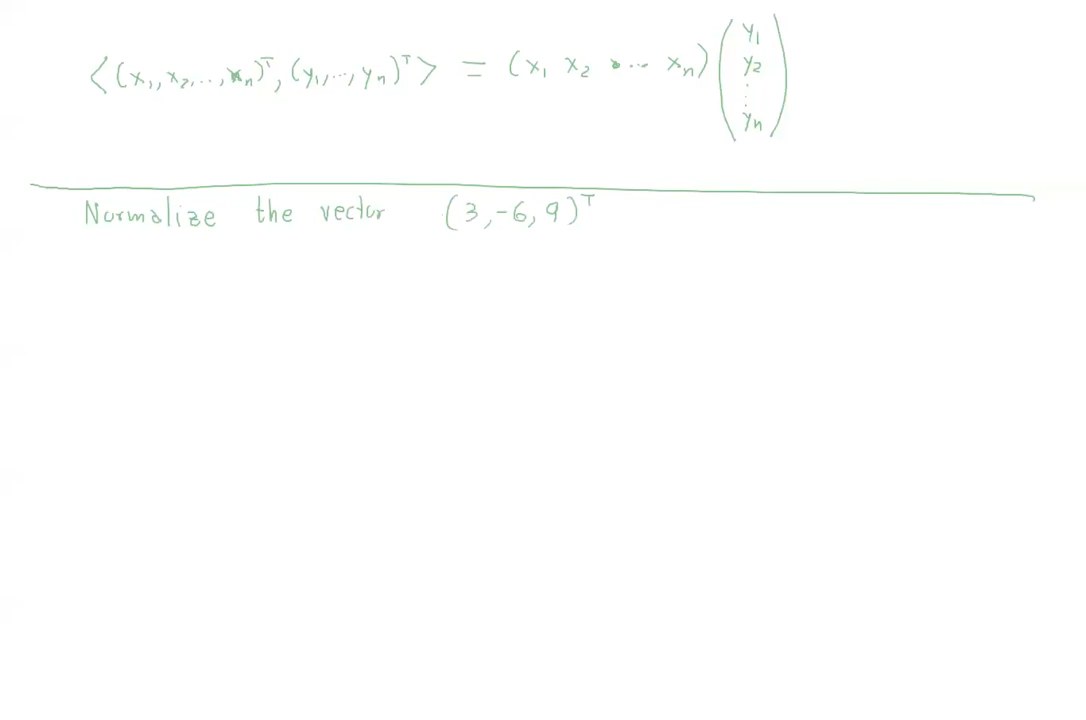 ⟨(x₁, x₂, ..., xₙ)ᵀ, (y₁, ..., yₙ)ᵀ⟩ = (x₁ x₂ ... xₙ) (y₁ y₂ ⋮ yₙ)
Normalize the vector (3, -6, 9)ᵀ